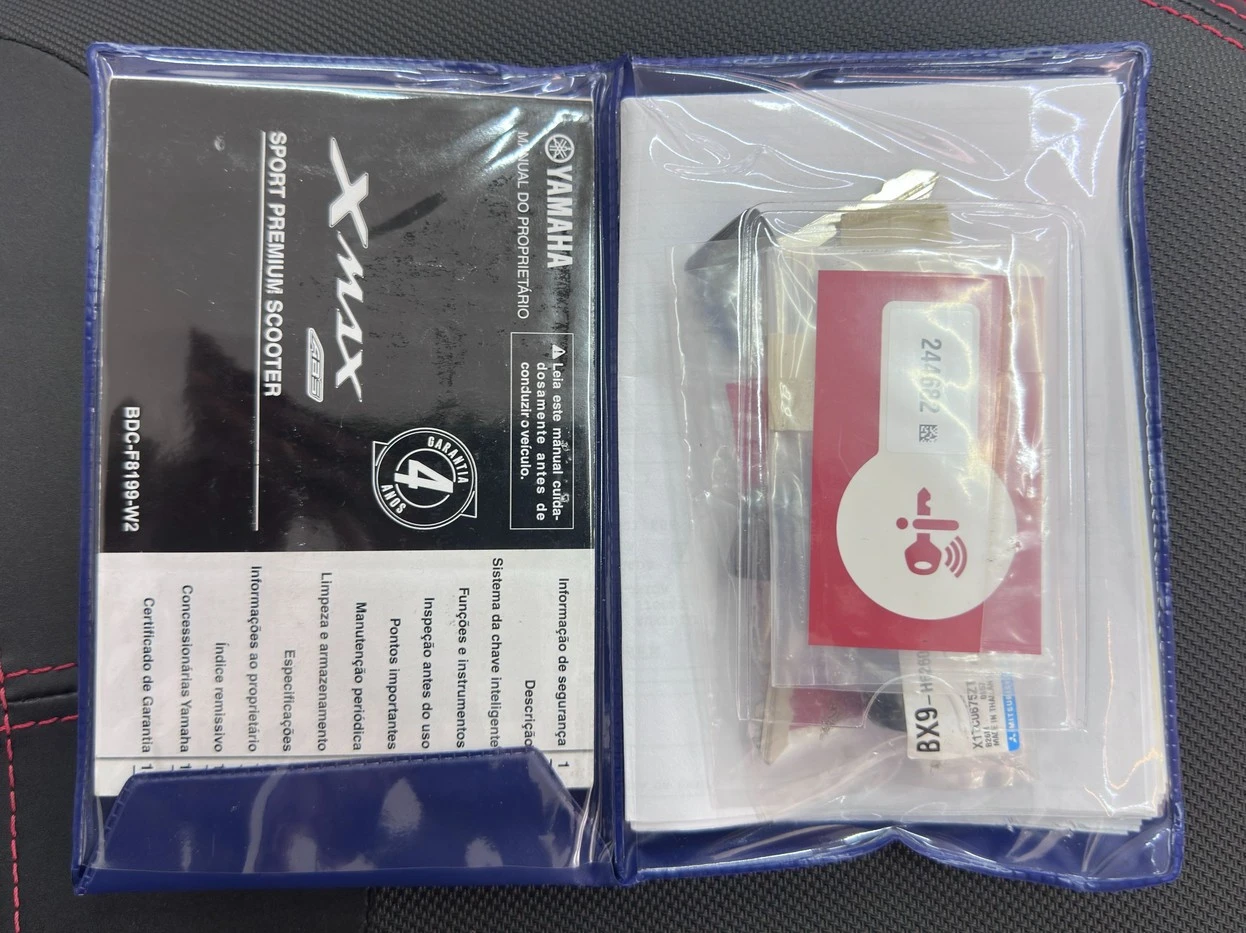 YAMAHA
MANUAL DO PROPRIETÁRIO
Leia este manual cuida-
dosamente antes de
conduzir o veículo.
XMAX
ABS
GARANTIA
4
ANOS
SPORT PREMIUM SCOOTER
BDC-F8199-W2
Informação de segurança 1
Descrição
Sistema da chave inteligente
Funções e instrumentos
Inspeção antes do uso
Pontos importantes
Manutenção periódica
Limpeza e armazenamento
Especificações
Informações ao proprietário
Índice remissivo
Concessionárias Yamaha
Certificado de Garantia
244682